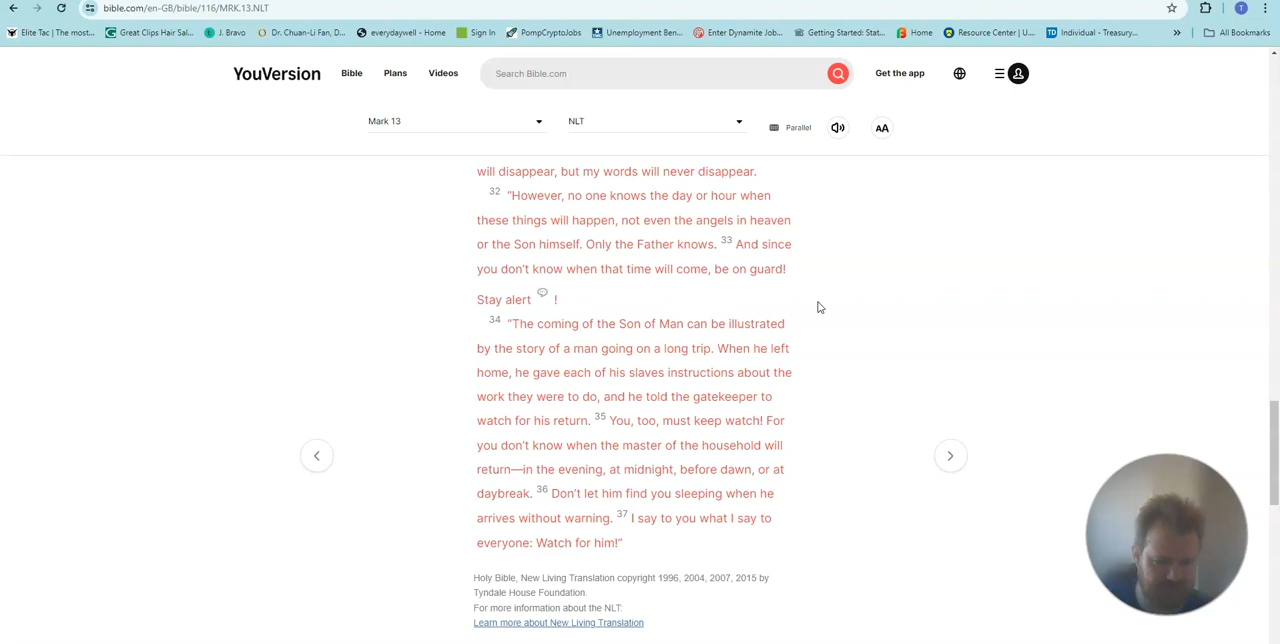 bible.com/en-GB/bible/116/MRK.13.NLT
T
Elite Tac | The most... Great Clips Hair Sal... J. Bravo Dr. Chuan-Li Fan, D... everydaywell - Home Sign In PompCryptoJobs Unemployment Ben... Enter Dynamite Job... Getting Started: Stat... Home Resource Center | U... TD Individual - Treasury... » All Bookmarks
YouVersion Bible Plans Videos Search Bible.com Get the app
Mark 13 NLT Parallel AA
will disappear, but my words will never disappear.
32 “However, no one knows the day or hour when
these things will happen, not even the angels in heaven
or the Son himself. Only the Father knows. 33 And since
you don’t know when that time will come, be on guard!
Stay alert !
34 “The coming of the Son of Man can be illustrated
by the story of a man going on a long trip. When he left
home, he gave each of his slaves instructions about the
work they were to do, and he told the gatekeeper to
watch for his return. 35 You, too, must keep watch! For
you don’t know when the master of the household will
return—in the evening, at midnight, before dawn, or at
daybreak. 36 Don’t let him find you sleeping when he
arrives without warning. 37 I say to you what I say to
everyone: Watch for him!”
Holy Bible, New Living Translation copyright 1996, 2004, 2007, 2015 by
Tyndale House Foundation.
For more information about the NLT:
Learn more about New Living Translation